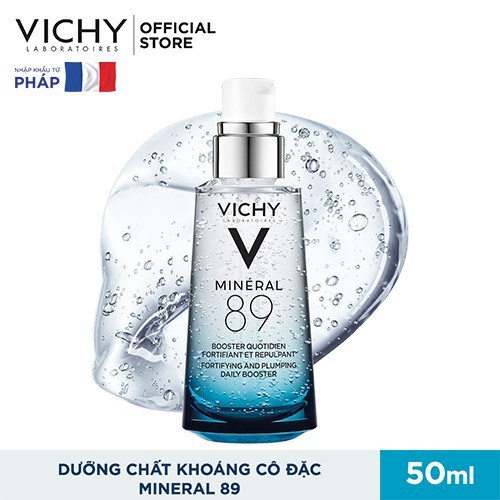 VICHY
LABORATOIRES
OFFICIAL
STORE
NHẬP KHẨU TỪ
PHÁP
VICHY
LABORATOIRES
V
MINÉRAL
89
BOOSTER QUOTIDIEN
FORTIFIANT ET REPULPANT
FORTIFYING AND PLUMPING
DAILY BOOSTER
DƯỠNG CHẤT KHOÁNG CÔ ĐẶC
MINERAL 89
50ml